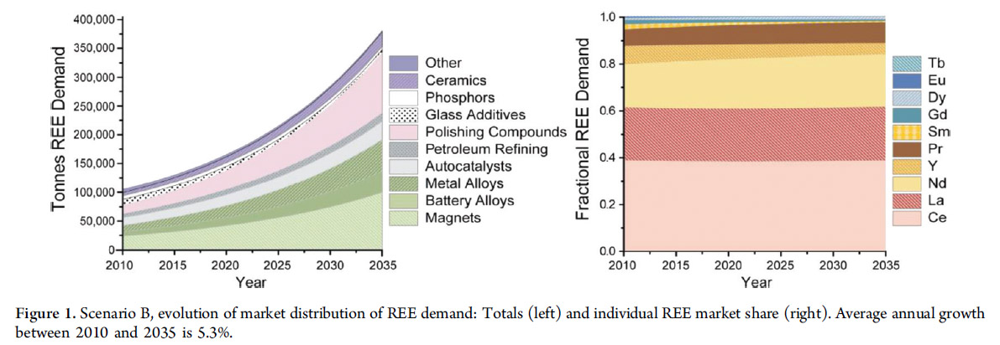 400,000
350,000
300,000
250,000
200,000
150,000
100,000
50,000
0
Tonnes REE Demand
2010
2015
2020
2025
2030
2035
Year
Other
Ceramics
Phosphors
Glass Additives
Polishing Compounds
Petroleum Refining
Autocatalysts
Metal Alloys
Battery Alloys
Magnets
1.0
0.8
0.6
0.4
0.2
0.0
Fractional REE Demand
2010
2015
2020
2025
2030
2035
Year
Tb
Eu
Dy
Gd
Sm
Pr
Y
Nd
La
Ce
Figure 1. Scenario B, evolution of market distribution of REE demand: Totals (left) and individual REE market share (right). Average annual growth
between 2010 and 2035 is 5.3%.